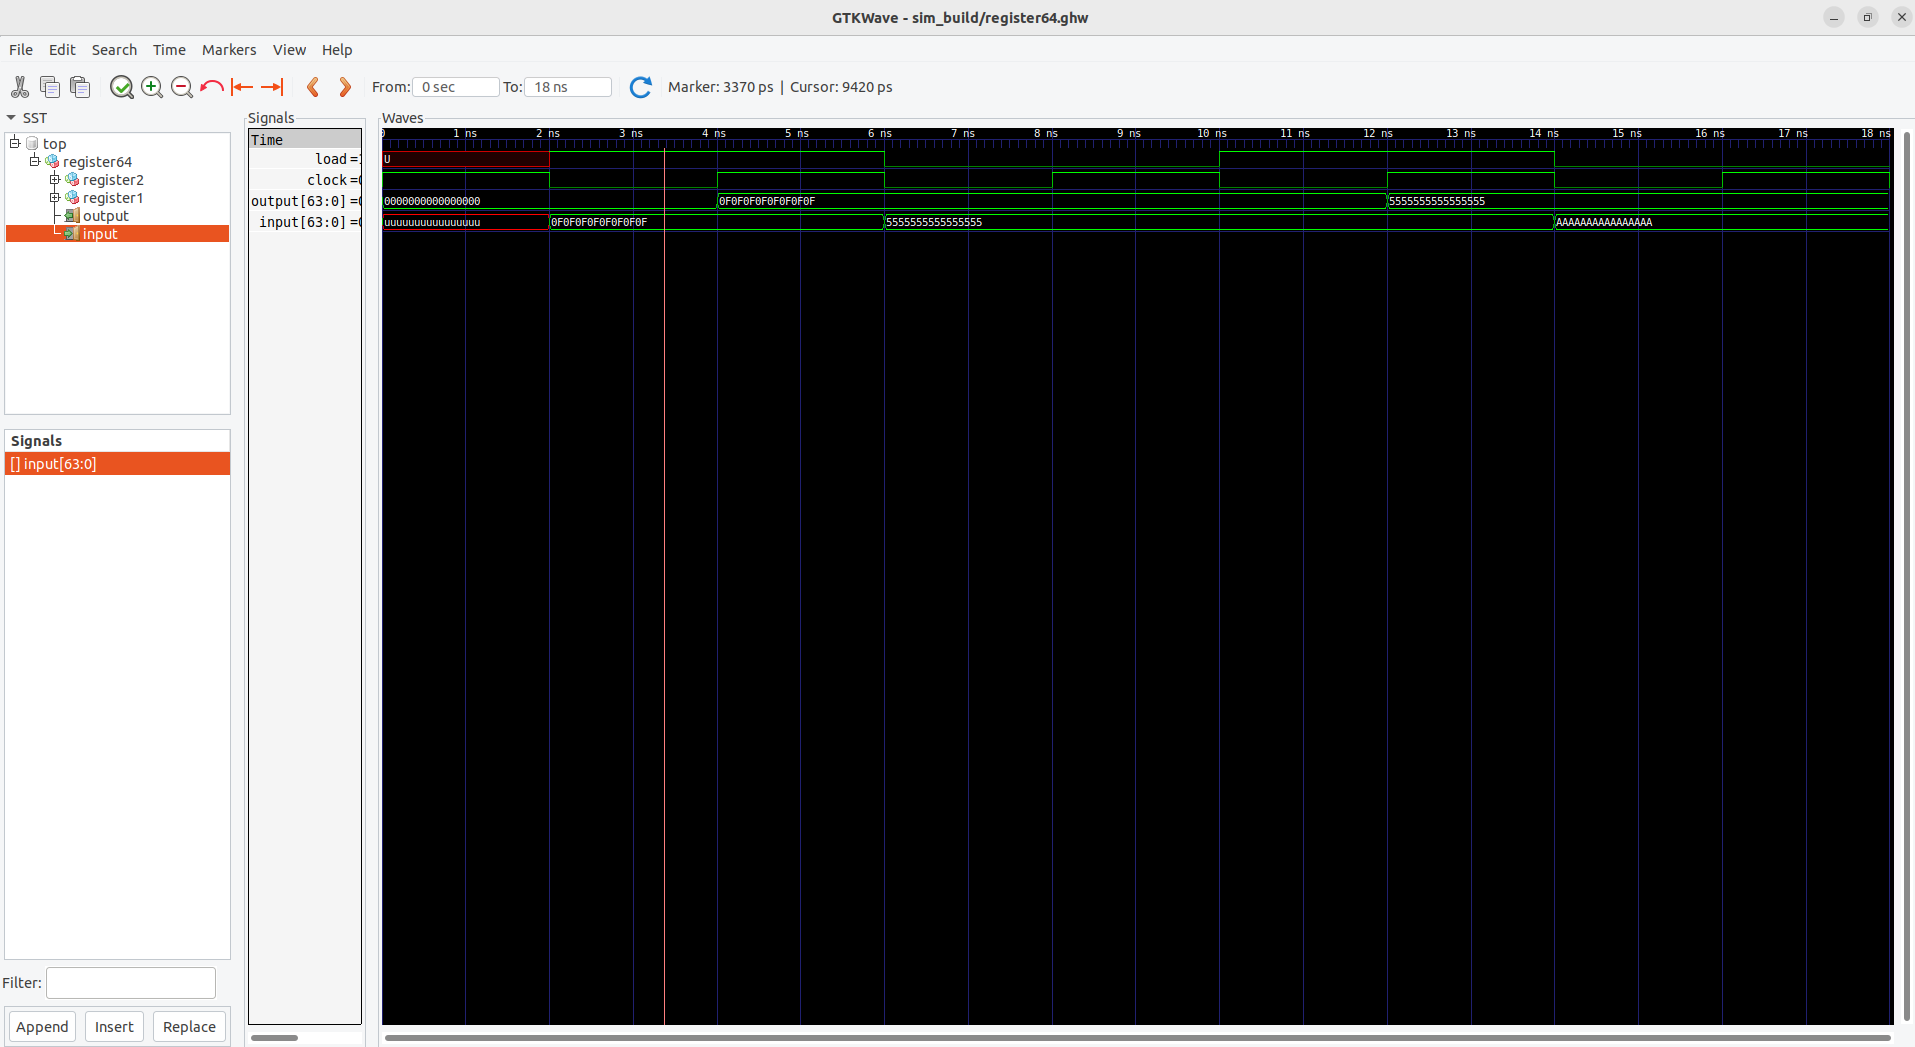 GTKWave - sim_build/register64.ghw
File Edit Search Time Markers View Help
From: 0 sec To: 18 ns Marker: 3370 ps | Cursor: 9420 ps
SST
top
register64
register2
register1
output
input
Signals
[] input[63:0]
Filter:
Append Insert Replace
Signals
Time
load =1
clock =0
output[63:0] =0
input[63:0] =0
Waves
0 1 ns 2 ns 3 ns 4 ns 5 ns 6 ns 7 ns 8 ns 9 ns 10 ns 11 ns 12 ns 13 ns 14 ns 15 ns 16 ns 17 ns 18 ns
U
0000000000000000 0F0F0F0F0F0F0F0F 5555555555555555
uuuuuuuuuuuuuuuu 0F0F0F0F0F0F0F0F 5555555555555555 AAAAAAAAAAAAAAAA